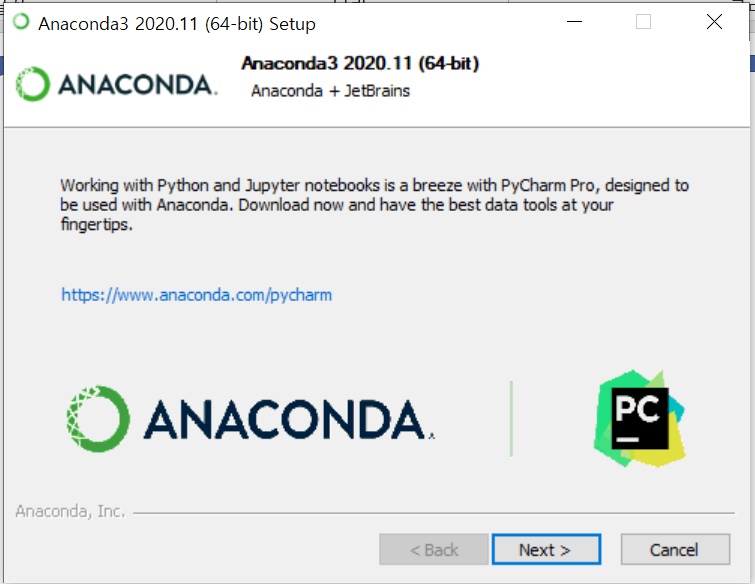 Anaconda3 2020.11 (64-bit) Setup
ANACONDA.
Anaconda3 2020.11 (64-bit)
Anaconda + JetBrains
Working with Python and Jupyter notebooks is a breeze with PyCharm Pro, designed to
be used with Anaconda. Download now and have the best data tools at your
fingertips.
https://www.anaconda.com/pycharm
ANACONDA.
PC
Anaconda, Inc.
< Back
Next >
Cancel